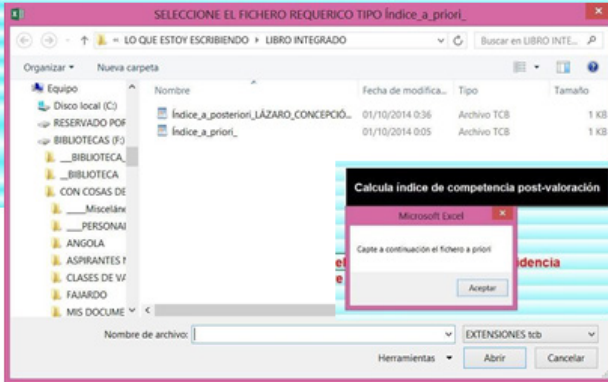 SELECCIONE EL FICHERO REQUERICO TIPO Índice_a_priori_
« LO QUE ESTOY ESCRIBIENDO ▸ LIBRO INTEGRADO
Buscar en LIBRO INTE...
Organizar
Nueva carpeta
Equipo
Disco local (C:)
RESERVADO POR
BIBLIOTECAS (F:)
__BIBLIOTECA_
_BIBLIOTECA
CON COSAS DE
____Misceláne
___PERSONAI
ANGOLA
ASPIRANTES
CLASES DE
FAJARDO
MIS DOCUME
Nombre
Fecha de modifica...
Tipo
Tamaño
Índice_a_posteriori_LÁZARO_CONCEPCIÓ...
01/10/2014 0:36
Archivo TCB
1 KB
Índice_a_priori_
01/10/2014 0:05
Archivo TCB
1 KB
Calcula índice de competencia post-valoración
Microsoft Excel
Capte a continuación el fichero a priori
Aceptar
el
dencia
e
Nombre de archivo:
EXTENSIONES tcb
Herramientas
Abrir
Cancelar